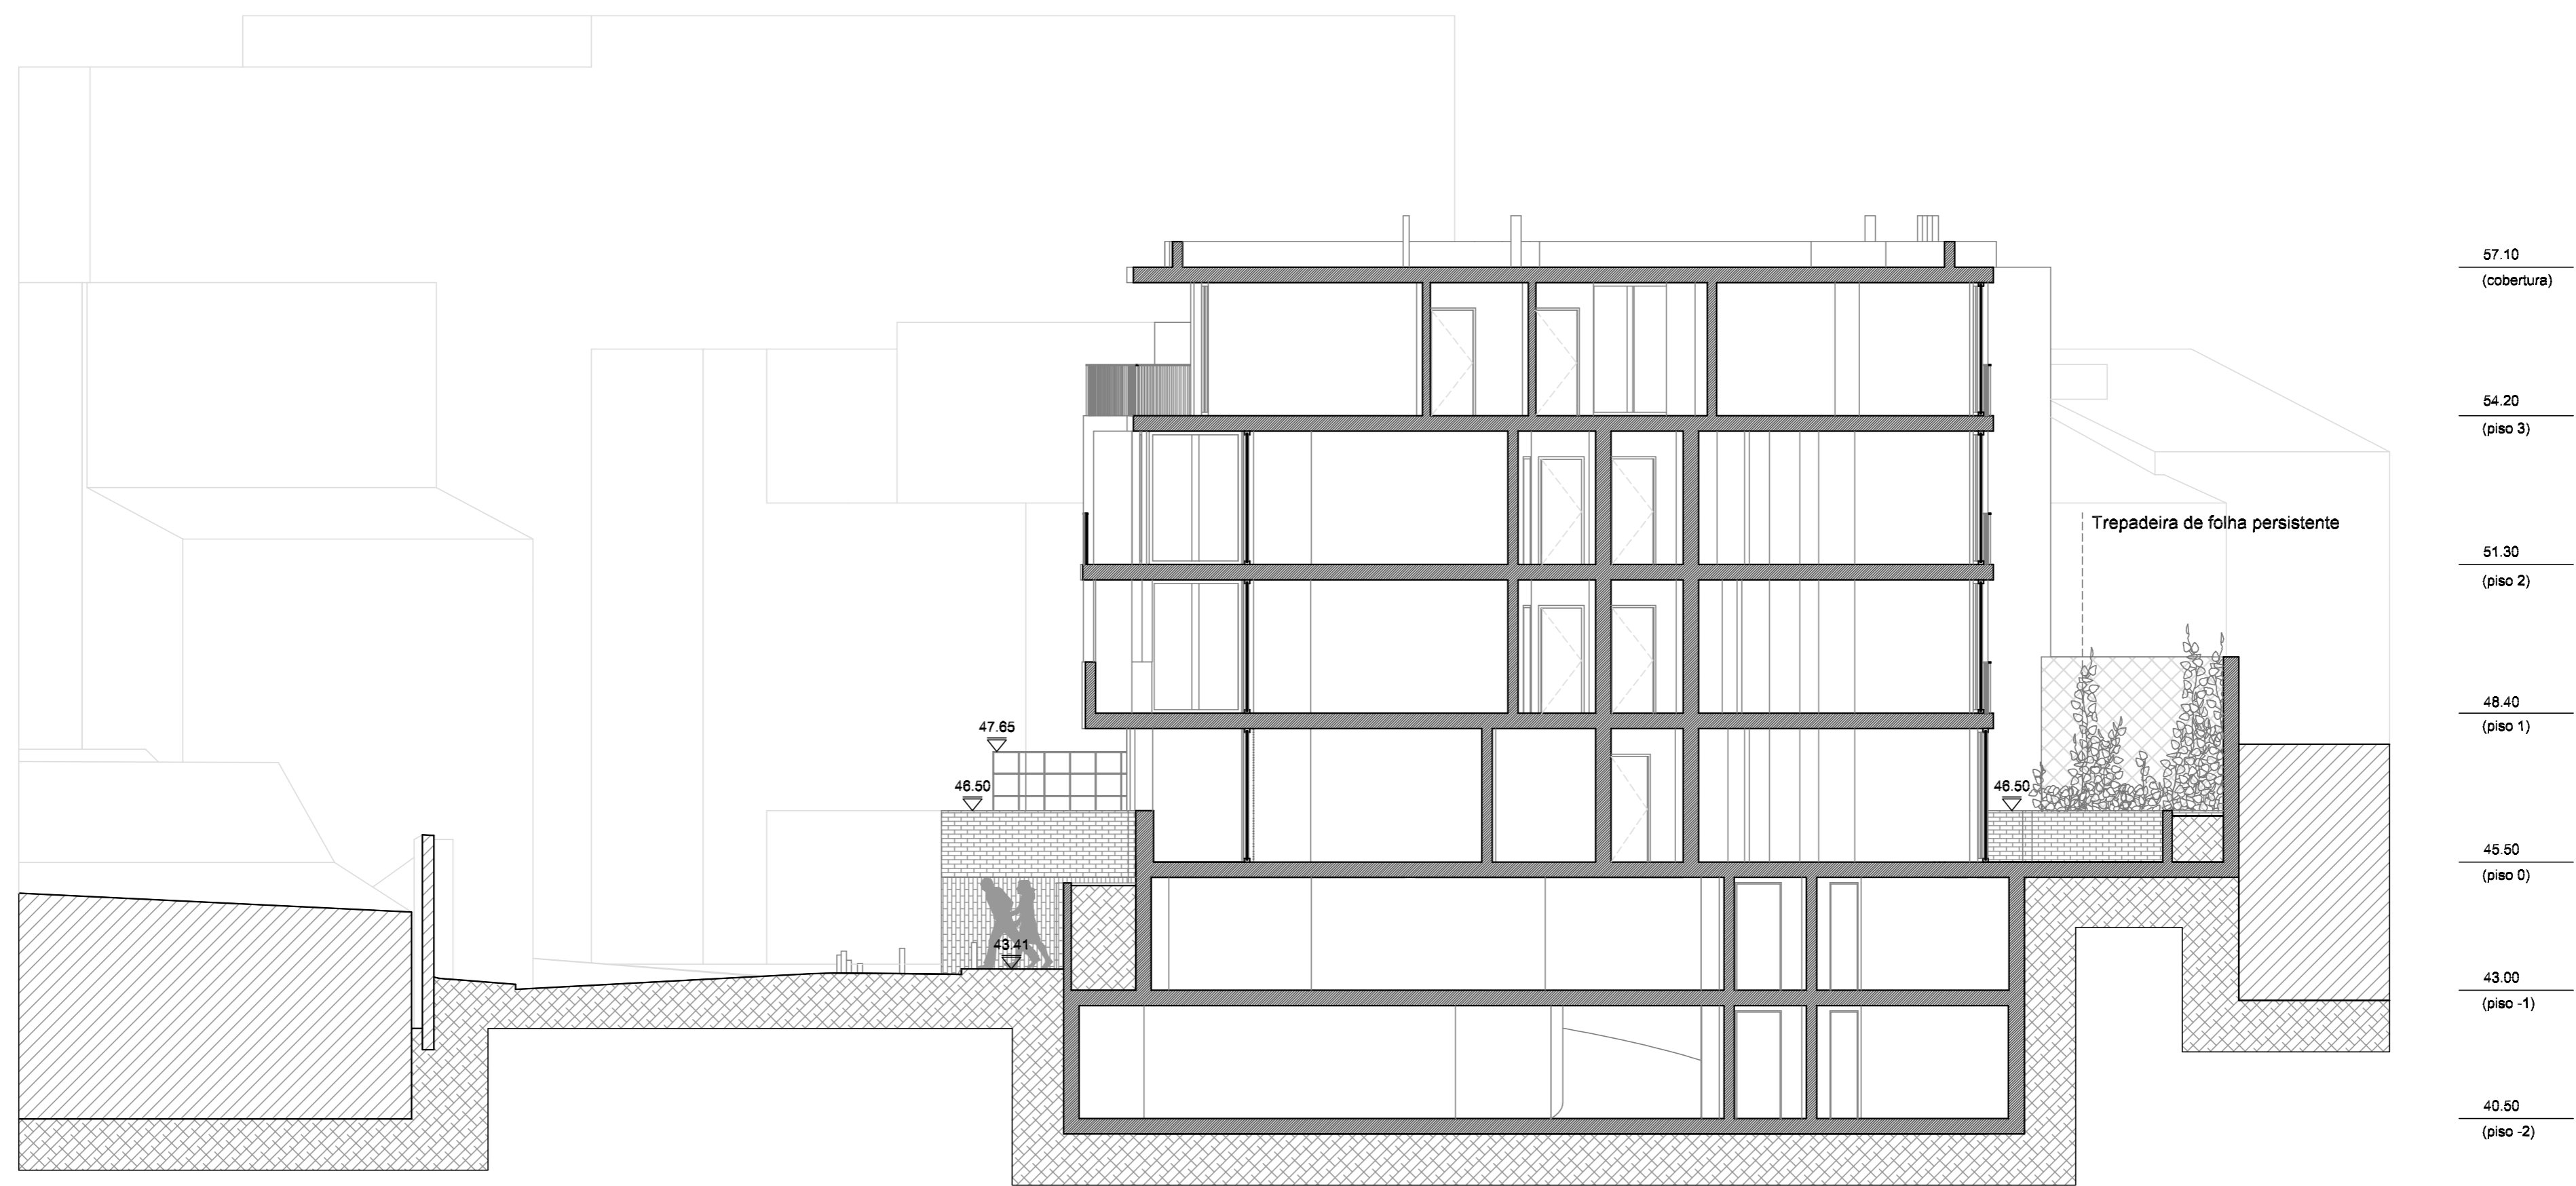 57.10
(cobertura)
54.20
(piso 3)
Trepadeira de folha persistente
51.30
(piso 2)
48.40
(piso 1)
47.65
46.50
46.50
45.50
(piso 0)
43.41
43.00
(piso -1)
40.50
(piso -2)